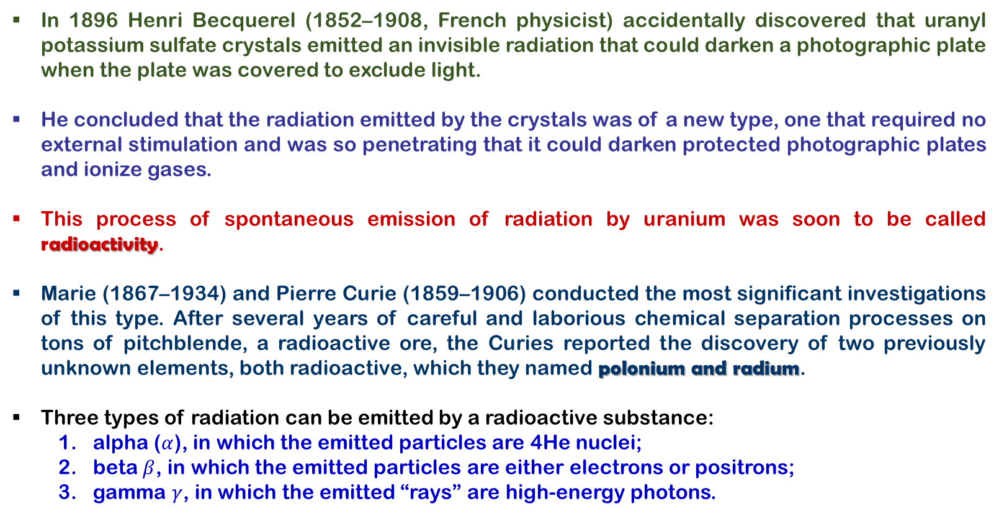 ▪ In 1896 Henri Becquerel (1852–1908, French physicist) accidentally discovered that uranyl
potassium sulfate crystals emitted an invisible radiation that could darken a photographic plate
when the plate was covered to exclude light.
▪ He concluded that the radiation emitted by the crystals was of a new type, one that required no
external stimulation and was so penetrating that it could darken protected photographic plates
and ionize gases.
▪ This process of spontaneous emission of radiation by uranium was soon to be called
radioactivity.
▪ Marie (1867–1934) and Pierre Curie (1859–1906) conducted the most significant investigations
of this type. After several years of careful and laborious chemical separation processes on
tons of pitchblende, a radioactive ore, the Curies reported the discovery of two previously
unknown elements, both radioactive, which they named polonium and radium.
▪ Three types of radiation can be emitted by a radioactive substance:
1. alpha (α), in which the emitted particles are 4He nuclei;
2. beta β, in which the emitted particles are either electrons or positrons;
3. gamma γ, in which the emitted “rays” are high-energy photons.